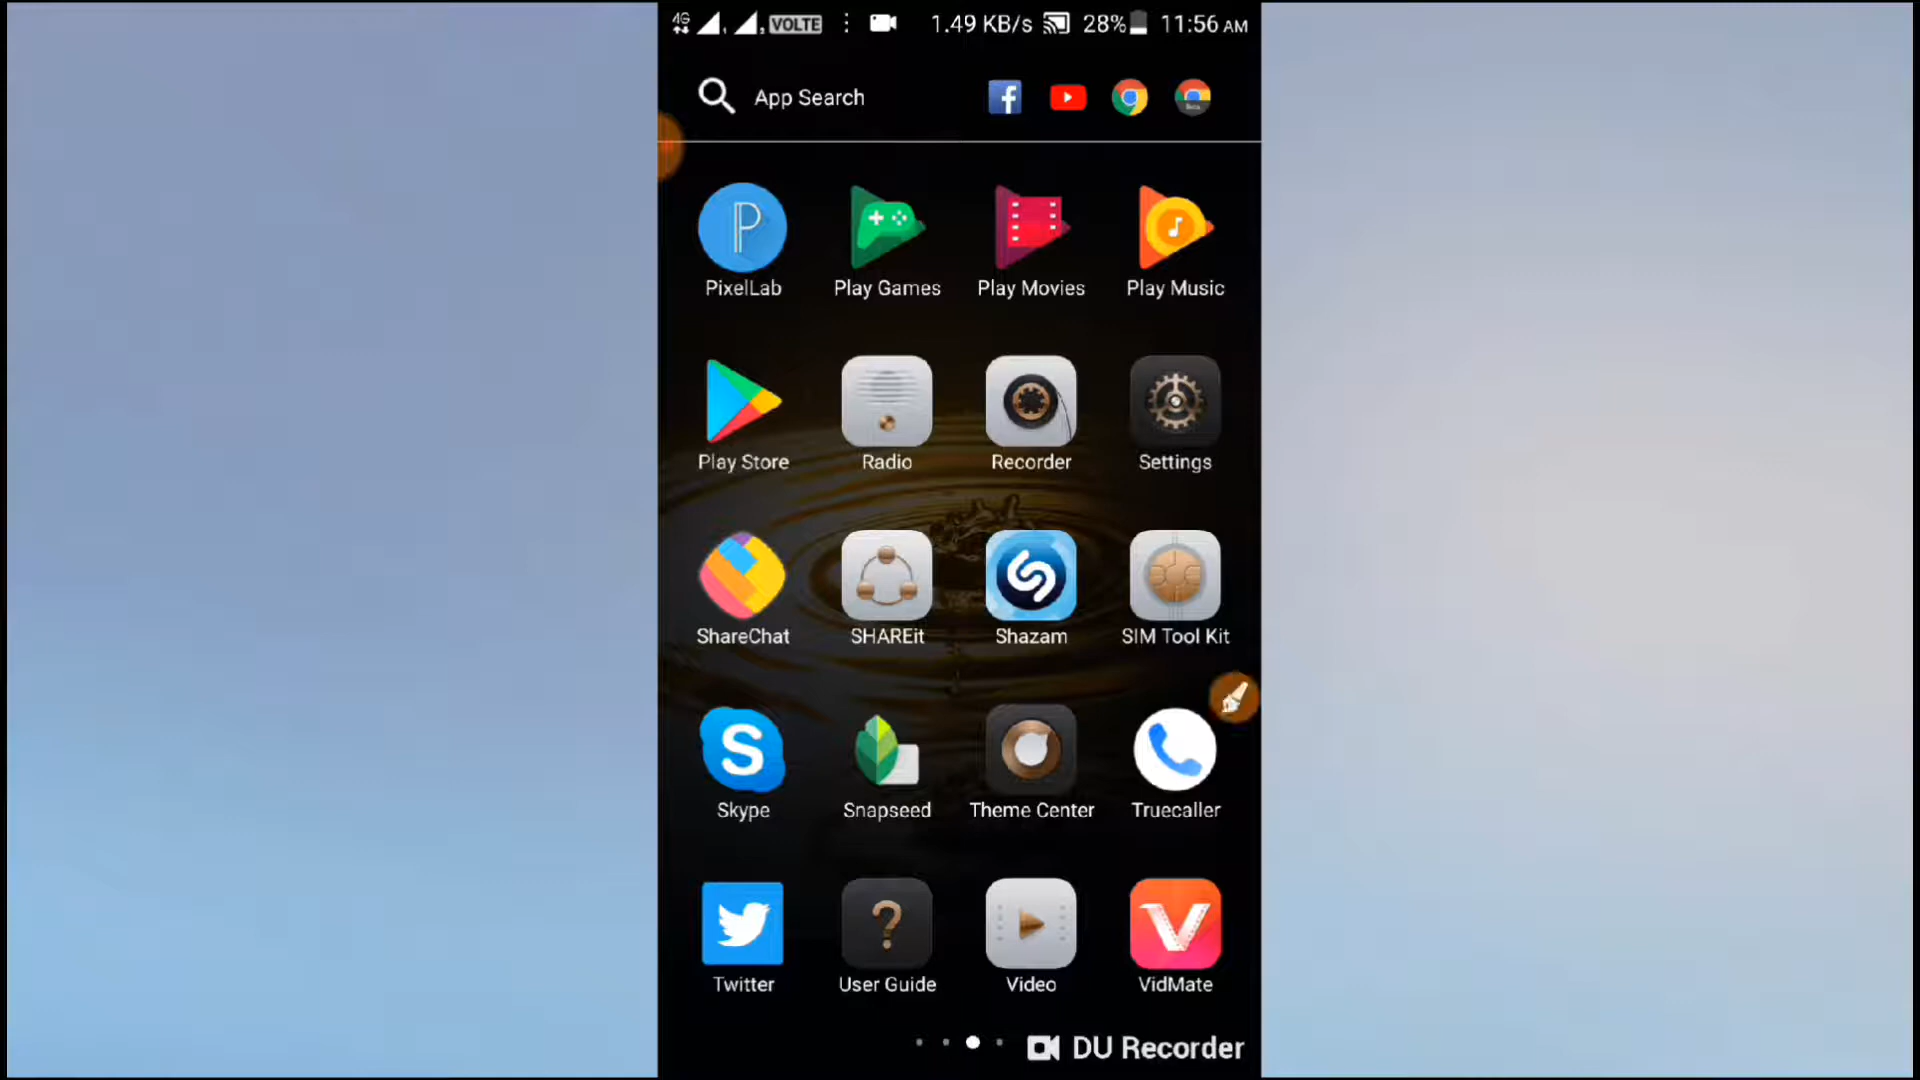 4G VOLTE 1.49 KB/s 28% 11:56 AM
App Search
PixelLab Play Games Play Movies Play Music
Play Store Radio Recorder Settings
ShareChat SHAREit Shazam SIM Tool Kit
Skype Snapseed Theme Center Truecaller
Twitter User Guide Video VidMate
DU Recorder